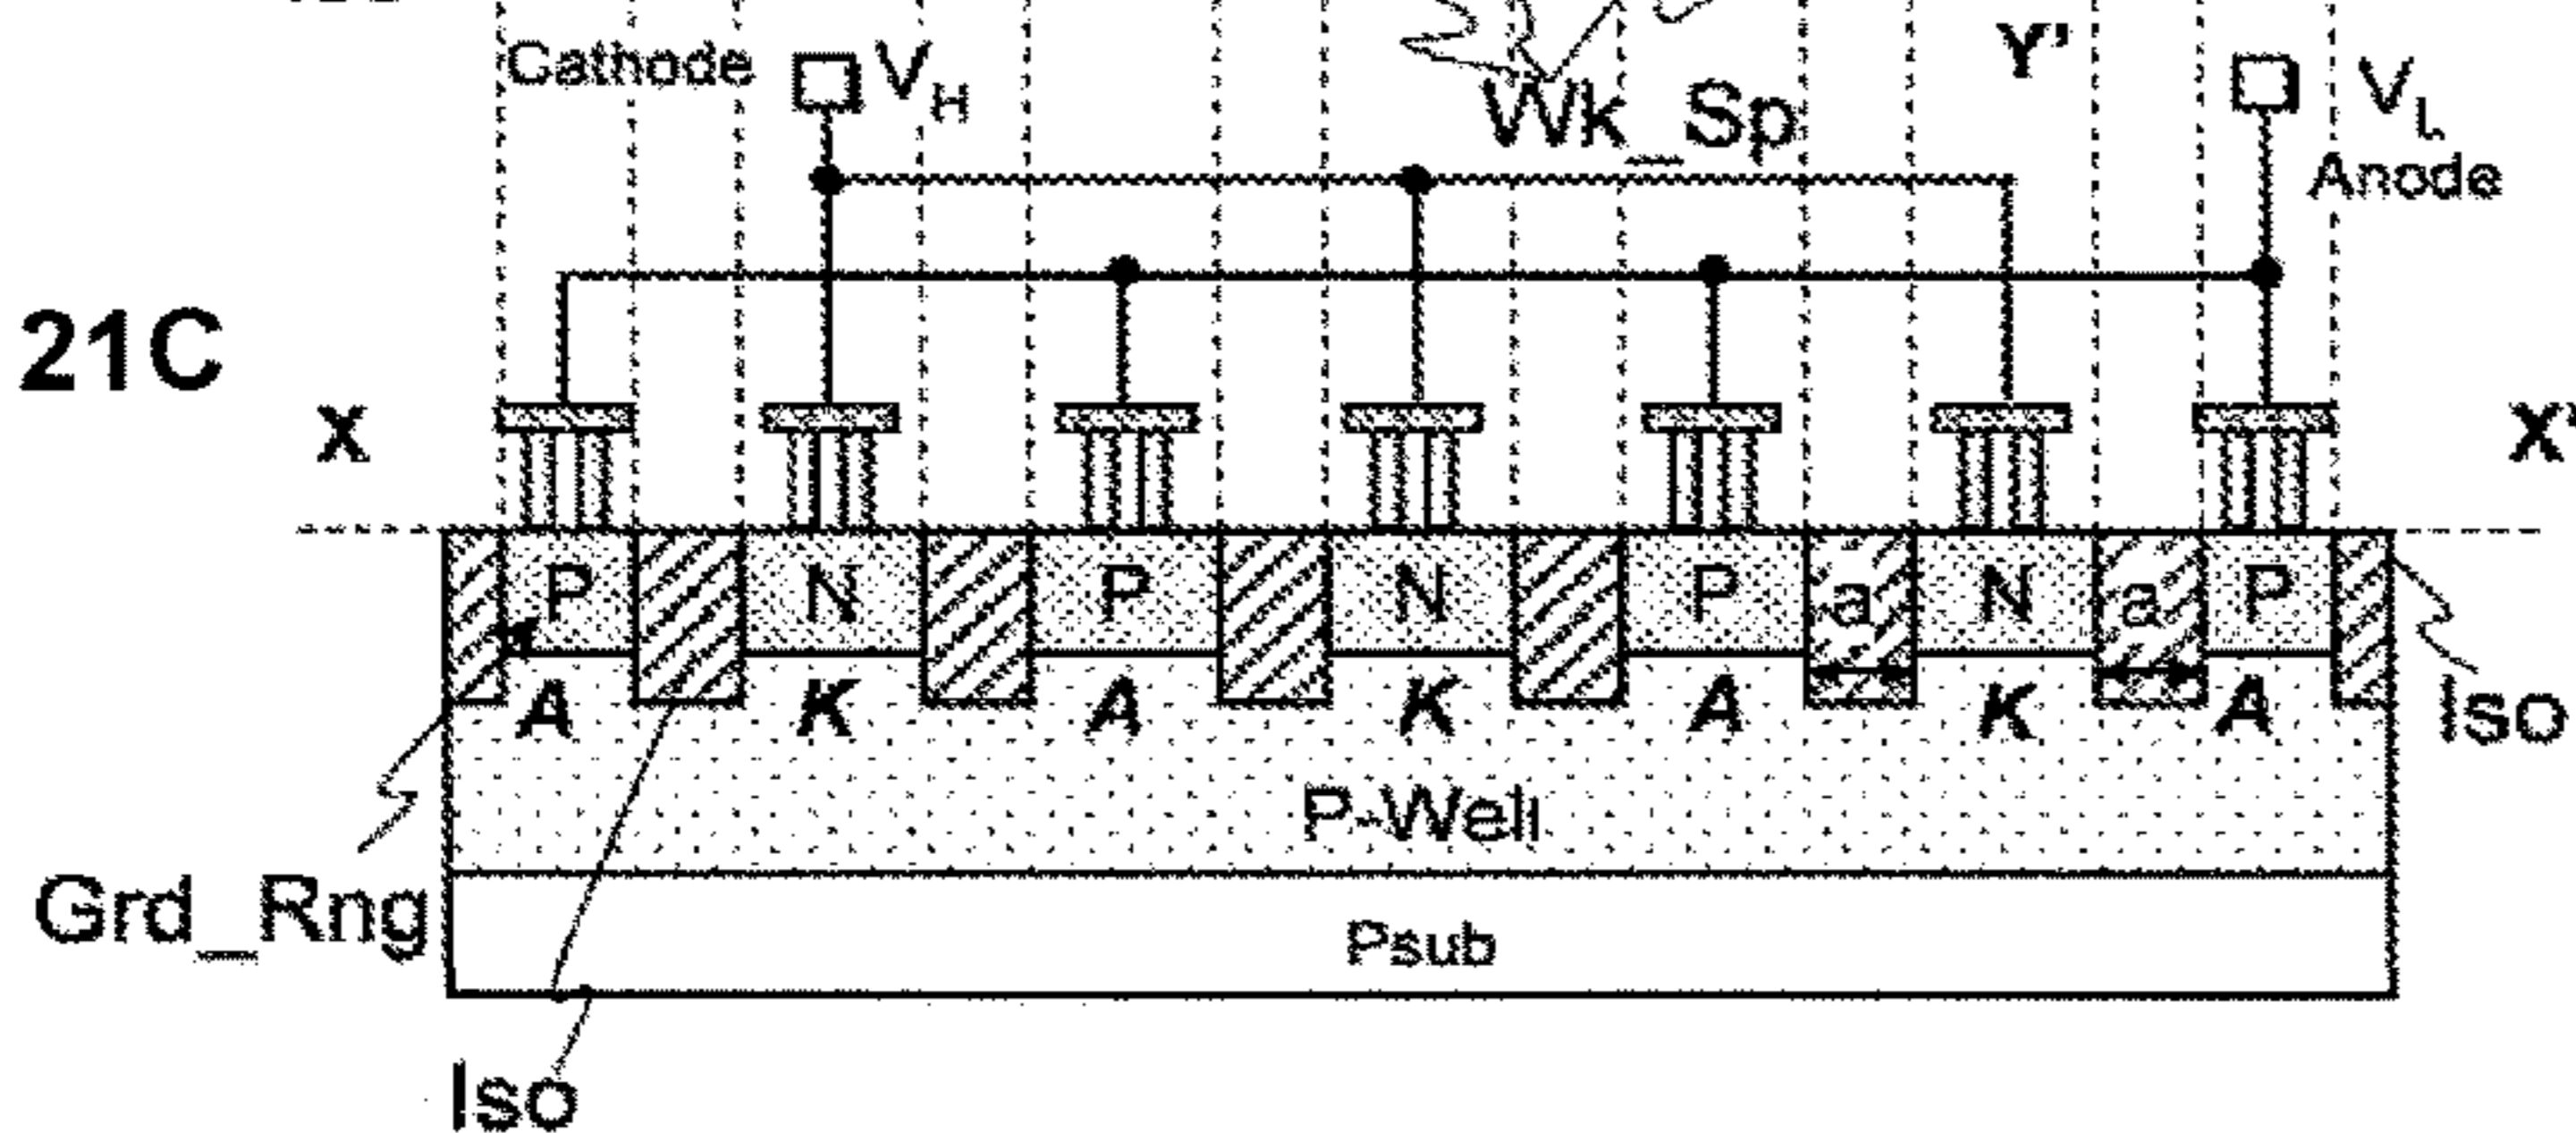 Cathode V_H Y'
Wk_Sp V_L
Anode
21C
X X'
P N P N P a N a P
A K A K A K A
Iso
P-Well
Grd_Rng
Psub
Iso